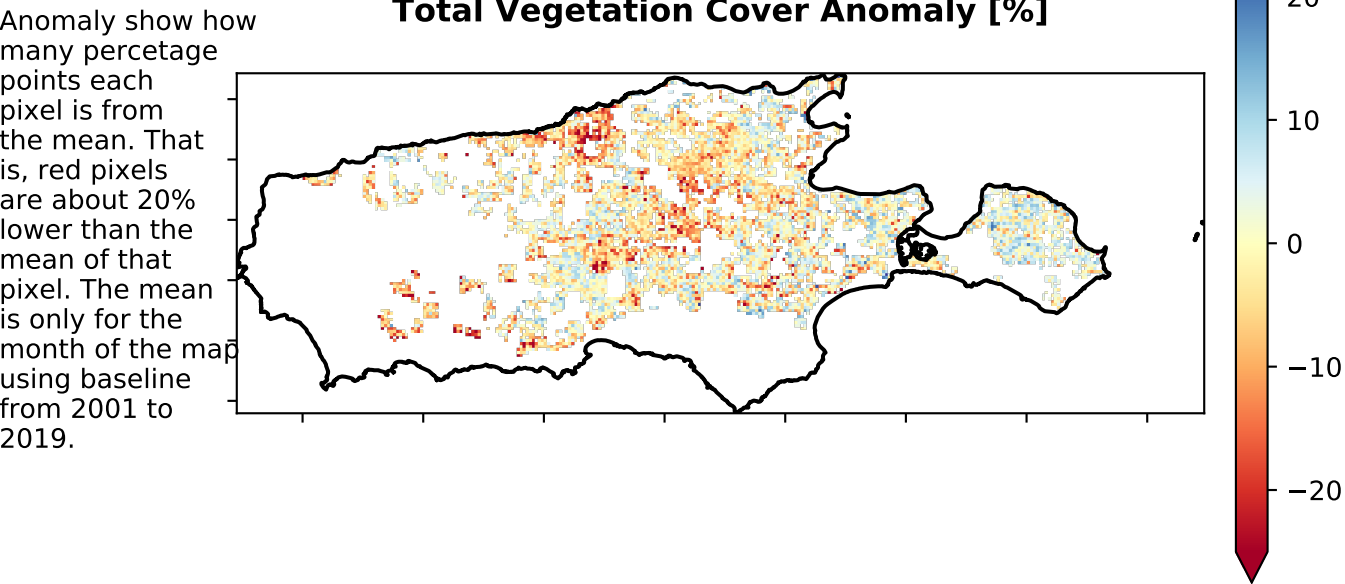 Total Vegetation Cover Anomaly [%]
Anomaly show how
many percetage
points each
pixel is from
the mean. That
is, red pixels
are about 20%
lower than the
mean of that
pixel. The mean
is only for the
month of the map
using baseline
from 2001 to
2019.
20
10
0
−10
−20